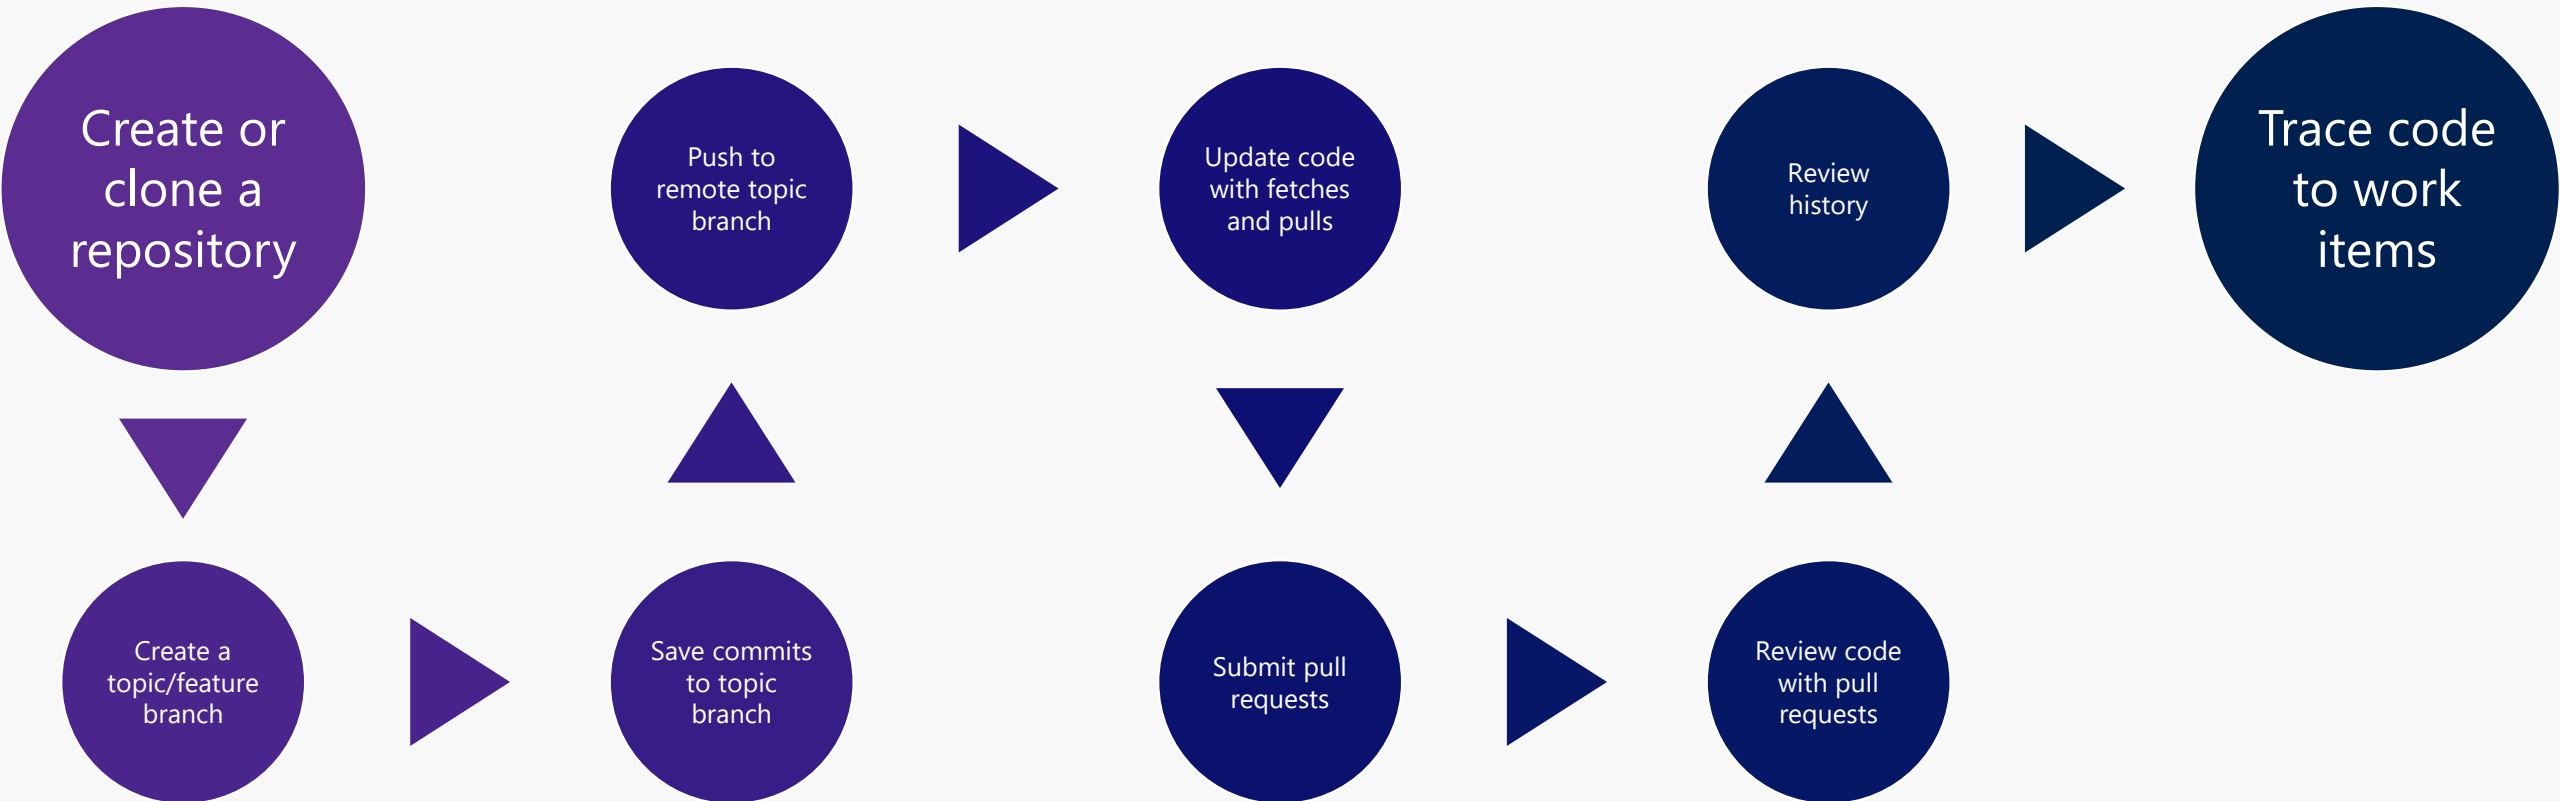 Create or
clone a
repository
Create a
topic/feature
branch
Save commits
to topic
branch
Push to
remote topic
branch
Update code
with fetches
and pulls
Submit pull
requests
Review code
with pull
requests
Review
history
Trace code
to work
items